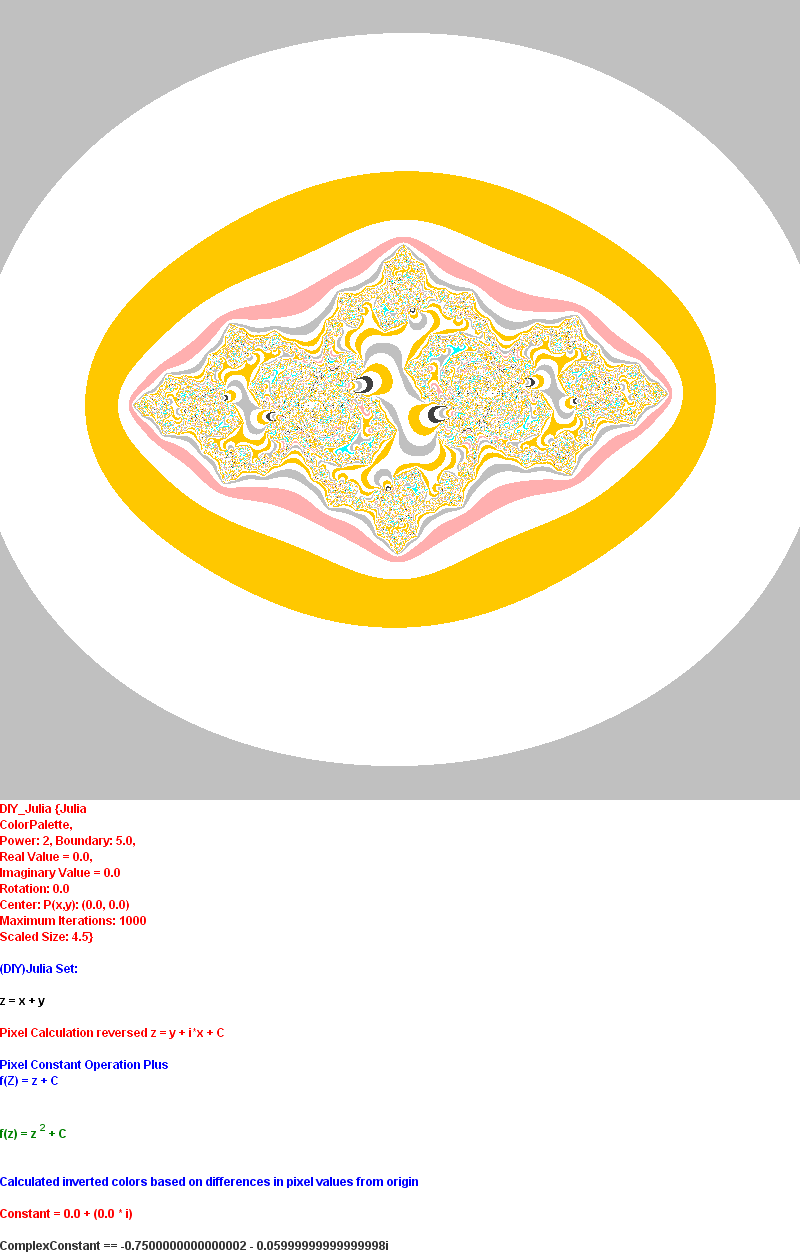 DIY_Julia {Julia
ColorPalette,
Power: 2, Boundary: 5.0,
Real Value = 0.0,
Imaginary Value = 0.0
Rotation: 0.0
Center: P(x,y): (0.0, 0.0)
Maximum Iterations: 1000
Scaled Size: 4.5}
(DIY)Julia Set:
z = x + y
Pixel Calculation reversed z = y + i*x + C
Pixel Constant Operation Plus
f(Z) = z + C
f(z) = z 2 + C
Calculated inverted colors based on differences in pixel values from origin
Constant = 0.0 + (0.0 * i)
ComplexConstant == -0.7500000000000002 - 0.05999999999999998i